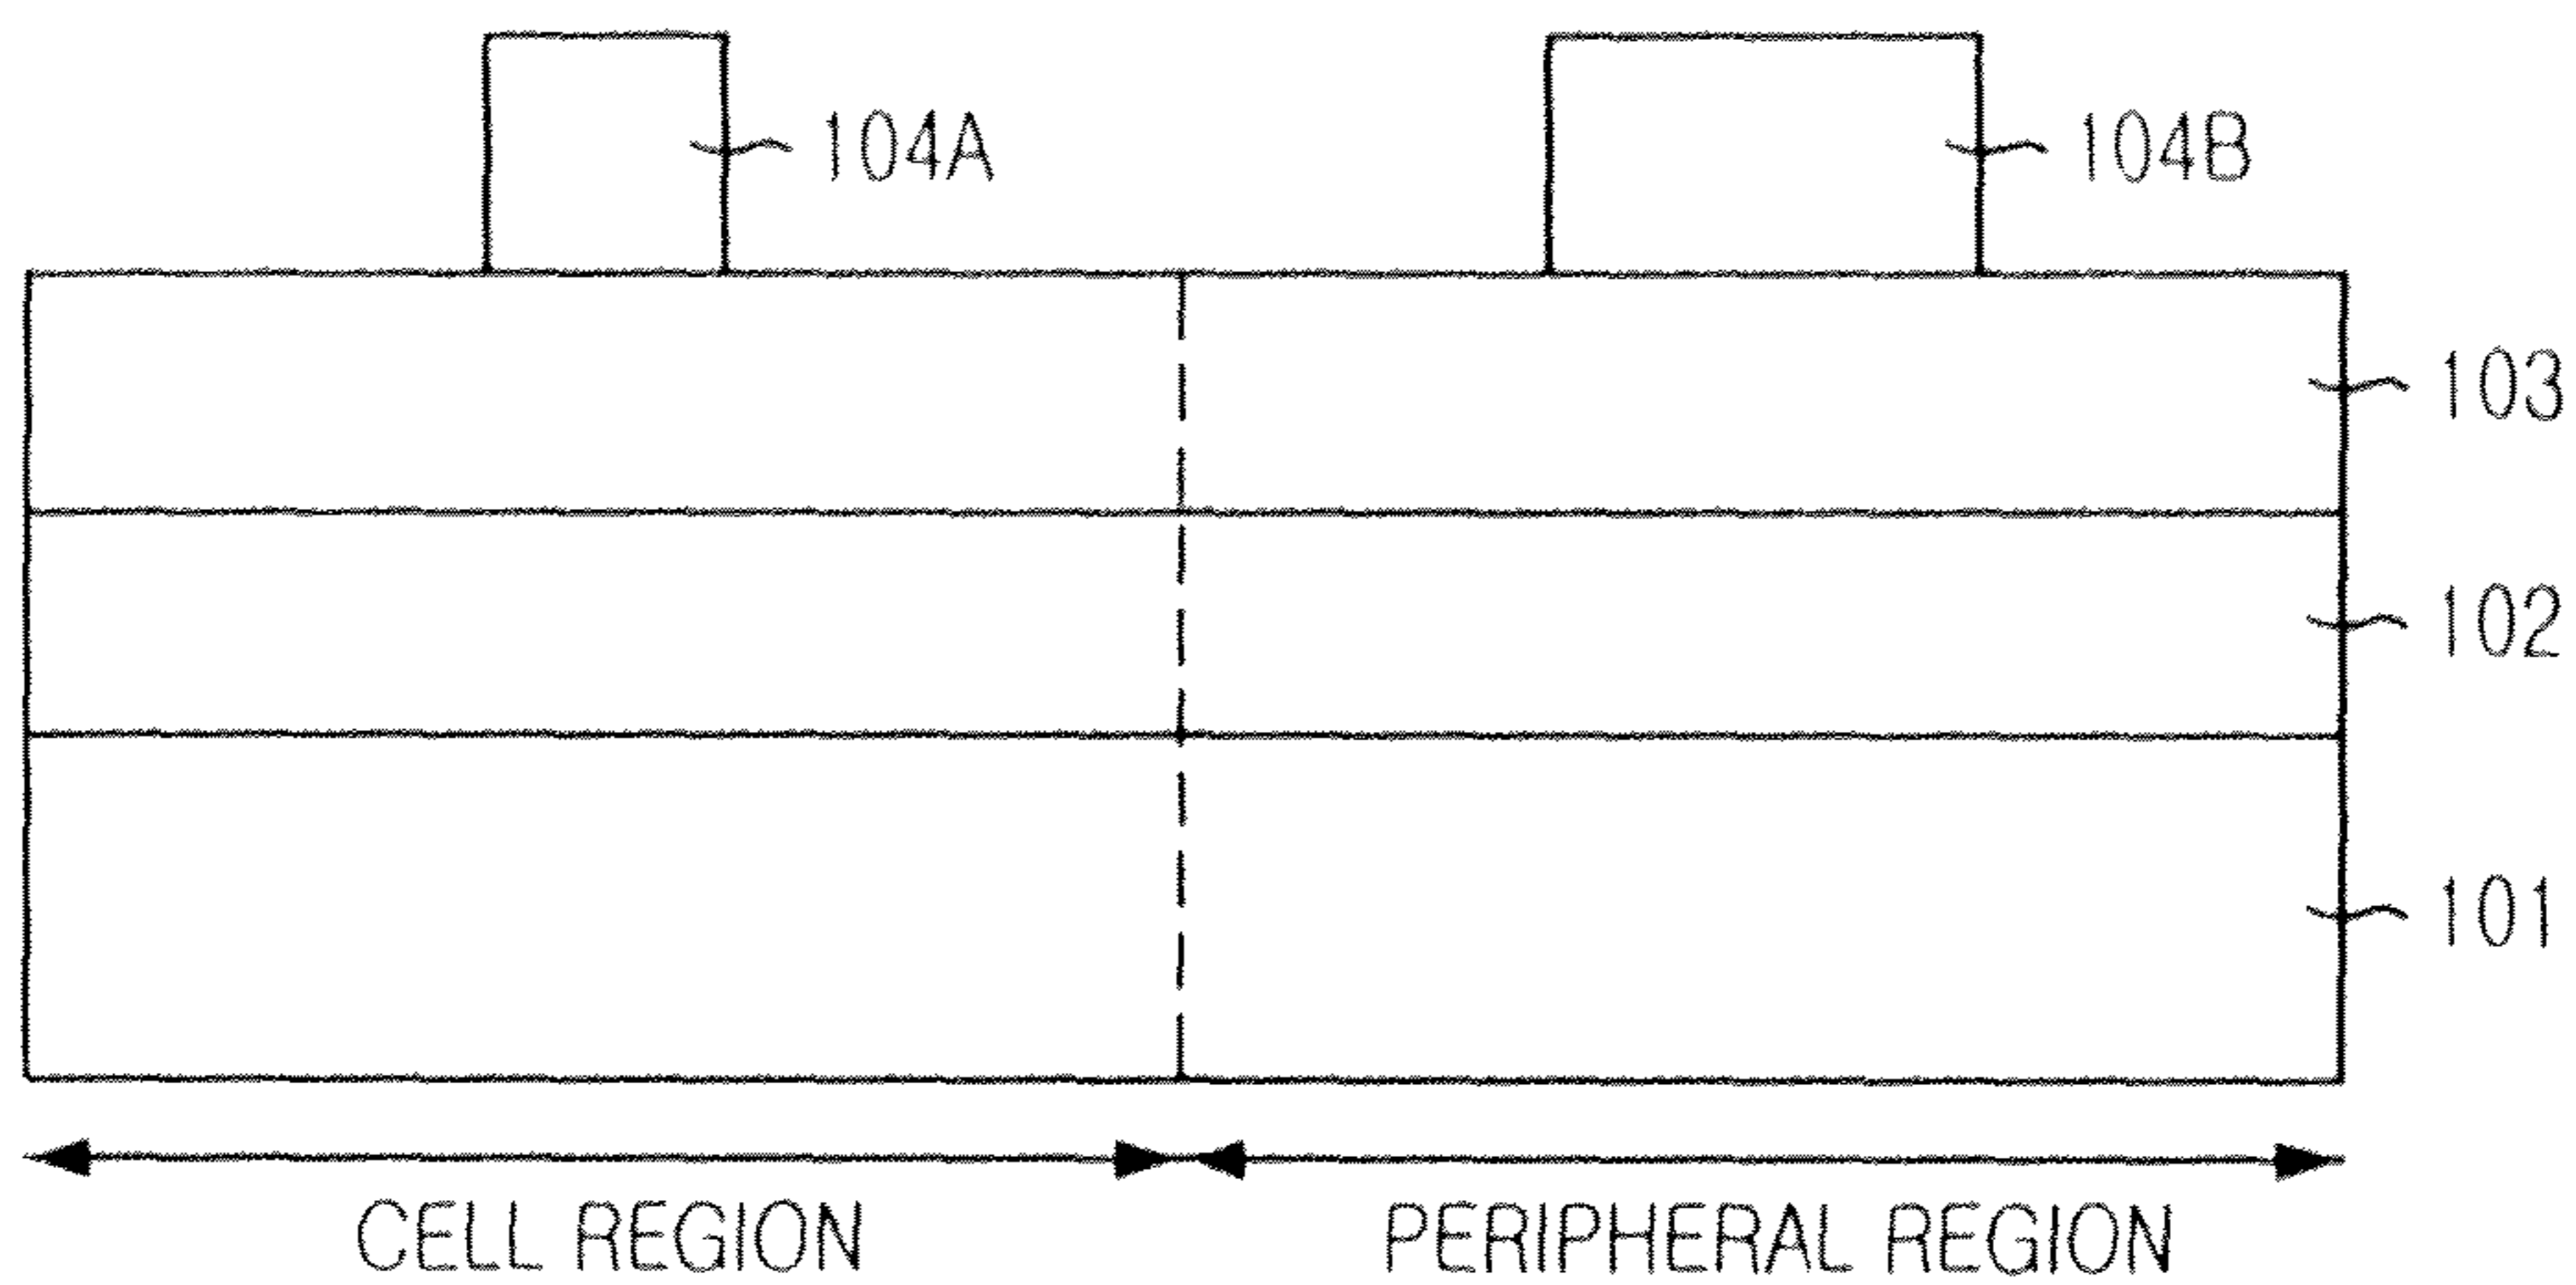 104A
104B
103
102
101
CELL REGION
PERIPHERAL REGION